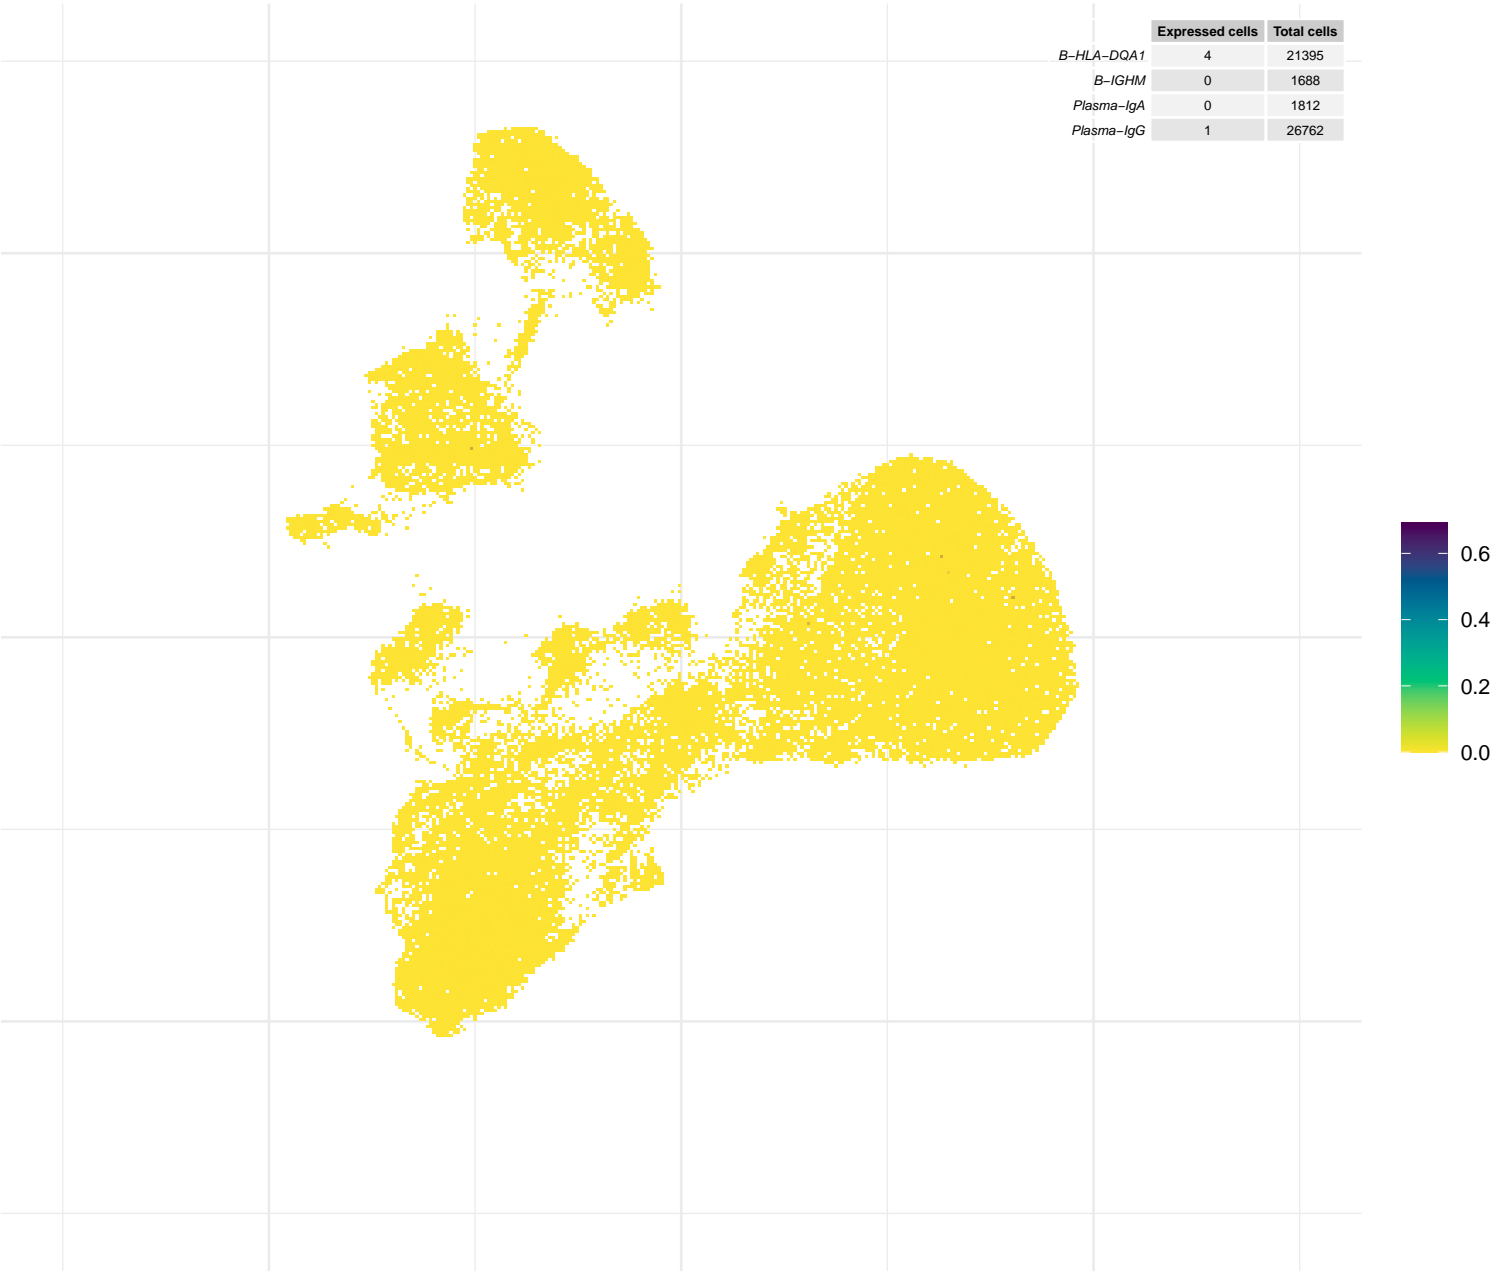 Expressed cells Total cells
B−HLA−DQA1 4 21395
B−IGHM 0 1688
Plasma−IgA 0 1812
Plasma−IgG 1 26762
0.6
0.4
0.2
0.0